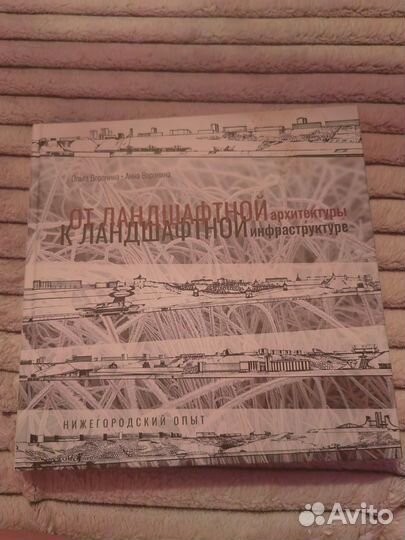 Ольга Воронина • Анна Воронина
ОТ ЛАНДШАФТНОЙ архитектуры
К ЛАНДШАФТНОЙ инфраструктуре
НИЖЕГОРОДСКИЙ ОПЫТ
Avito